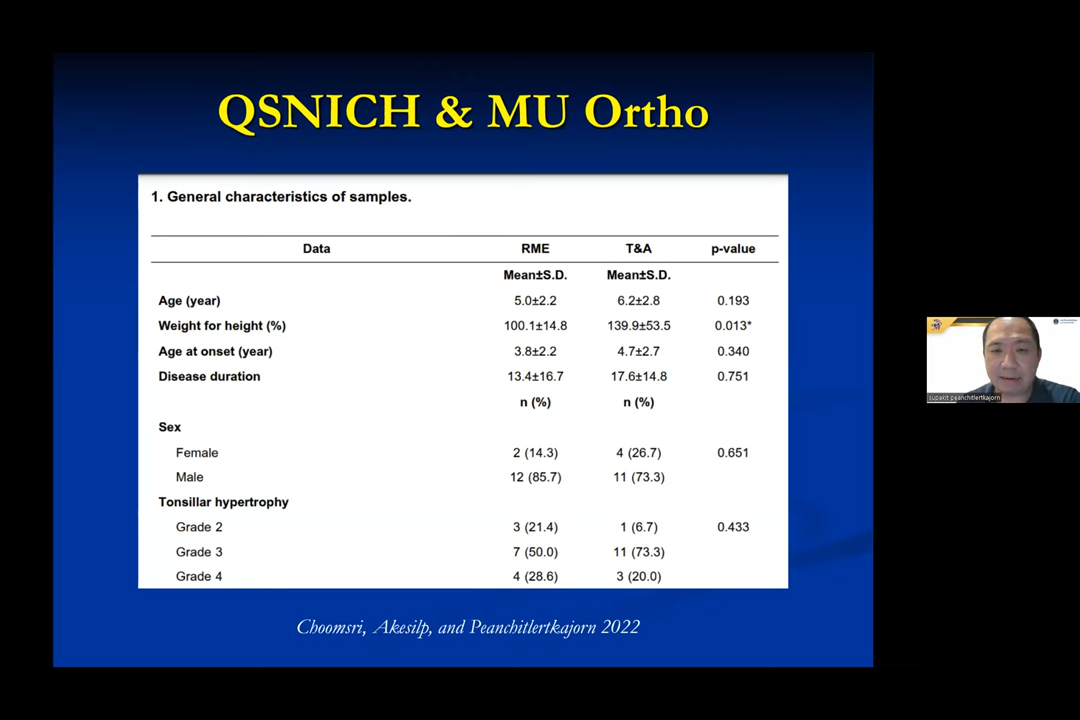 QSNICH & MU Ortho
1. General characteristics of samples.
Data RME T&A p-value
Mean±S.D. Mean±S.D.
Age (year) 5.0±2.2 6.2±2.8 0.193
Weight for height (%) 100.1±14.8 139.9±53.5 0.013*
Age at onset (year) 3.8±2.2 4.7±2.7 0.340
Disease duration 13.4±16.7 17.6±14.8 0.751
n (%) n (%)
Sex
Female 2 (14.3) 4 (26.7) 0.651
Male 12 (85.7) 11 (73.3)
Tonsillar hypertrophy
Grade 2 3 (21.4) 1 (6.7) 0.433
Grade 3 7 (50.0) 11 (73.3)
Grade 4 4 (28.6) 3 (20.0)
Choomsri, Akesilp, and Peanchitlertkajorn 2022
supakit peanchitlertkajorn